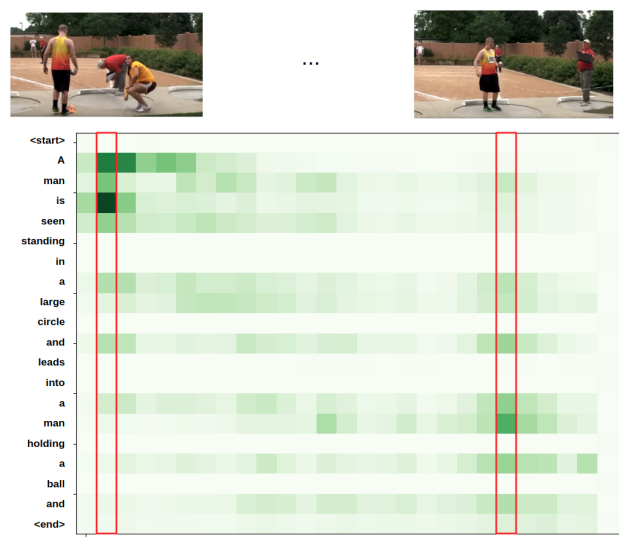 ...
<start>
A
man
is
seen
standing
in
a
large
circle
and
leads
into
a
man
holding
a
ball
and
<end>